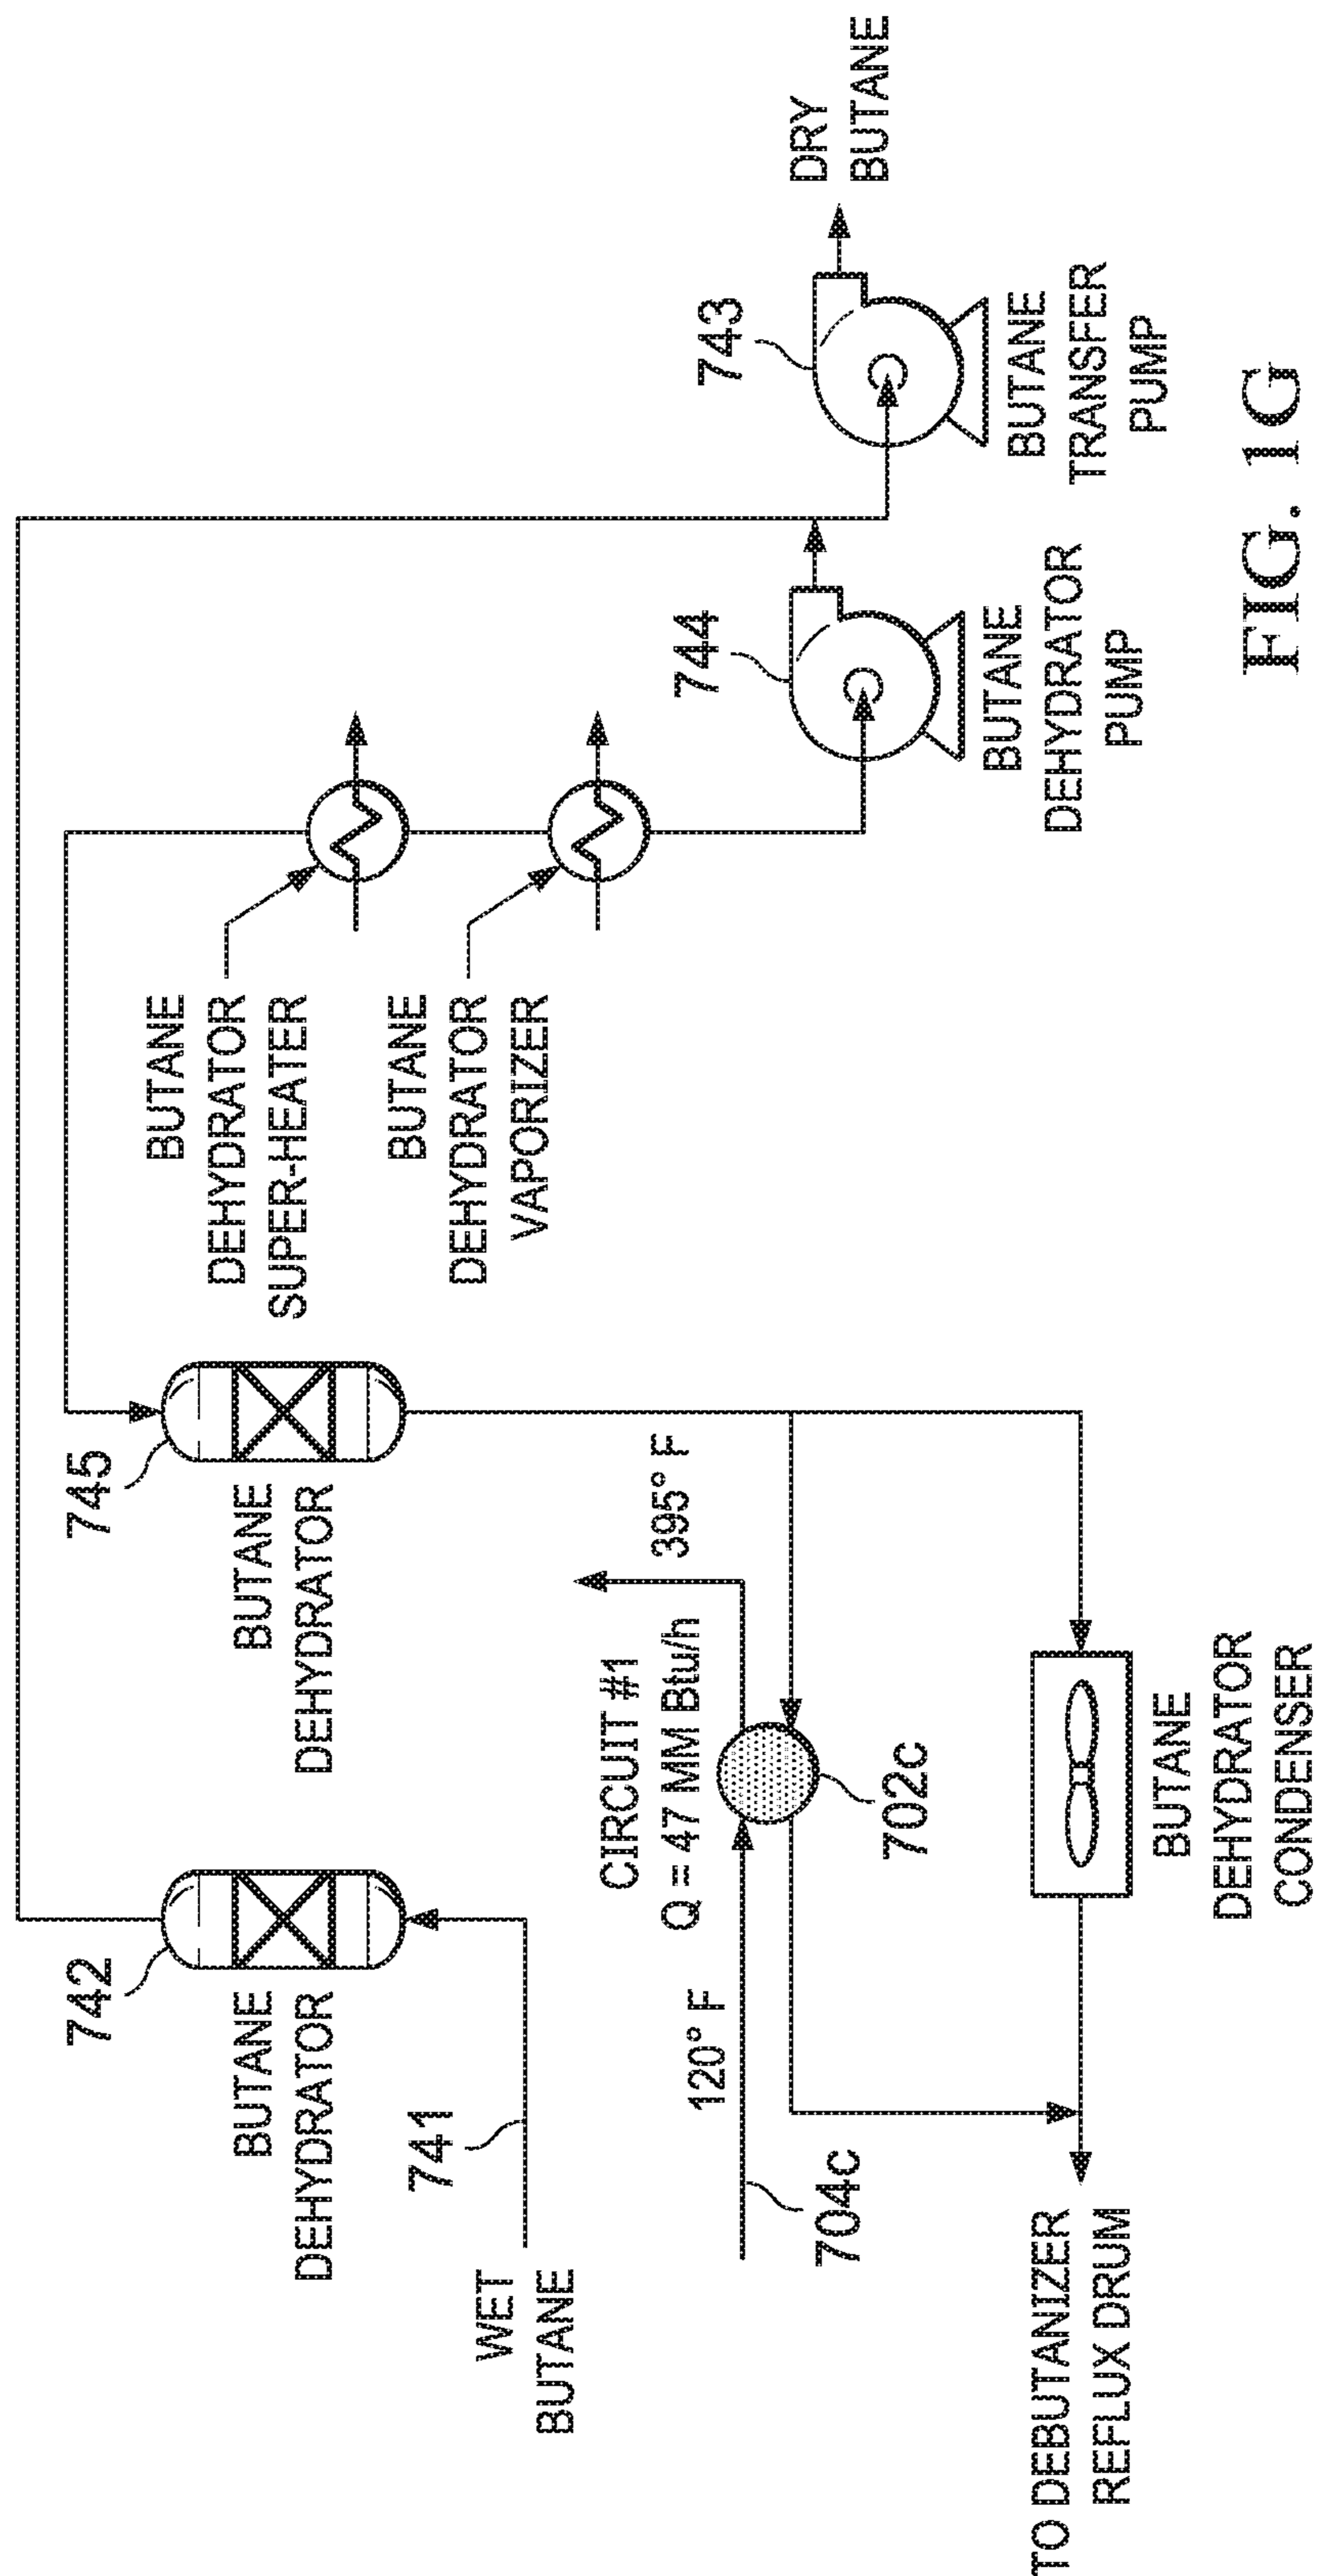 742
BUTANE
DEHYDRATOR
745
BUTANE
DEHYDRATOR
BUTANE
DEHYDRATOR
SUPER-HEATER
BUTANE
DEHYDRATOR
VAPORIZER
741
WET
BUTANE
CIRCUIT #1
Q = 47 MM Btu/h
395° F
120° F
704c
702c
744
BUTANE
DEHYDRATOR
PUMP
743
BUTANE
TRANSFER
PUMP
DRY
BUTANE
TO DEBUTANIZER
REFLUX DRUM
BUTANE
DEHYDRATOR
CONDENSER
FIG. 1G